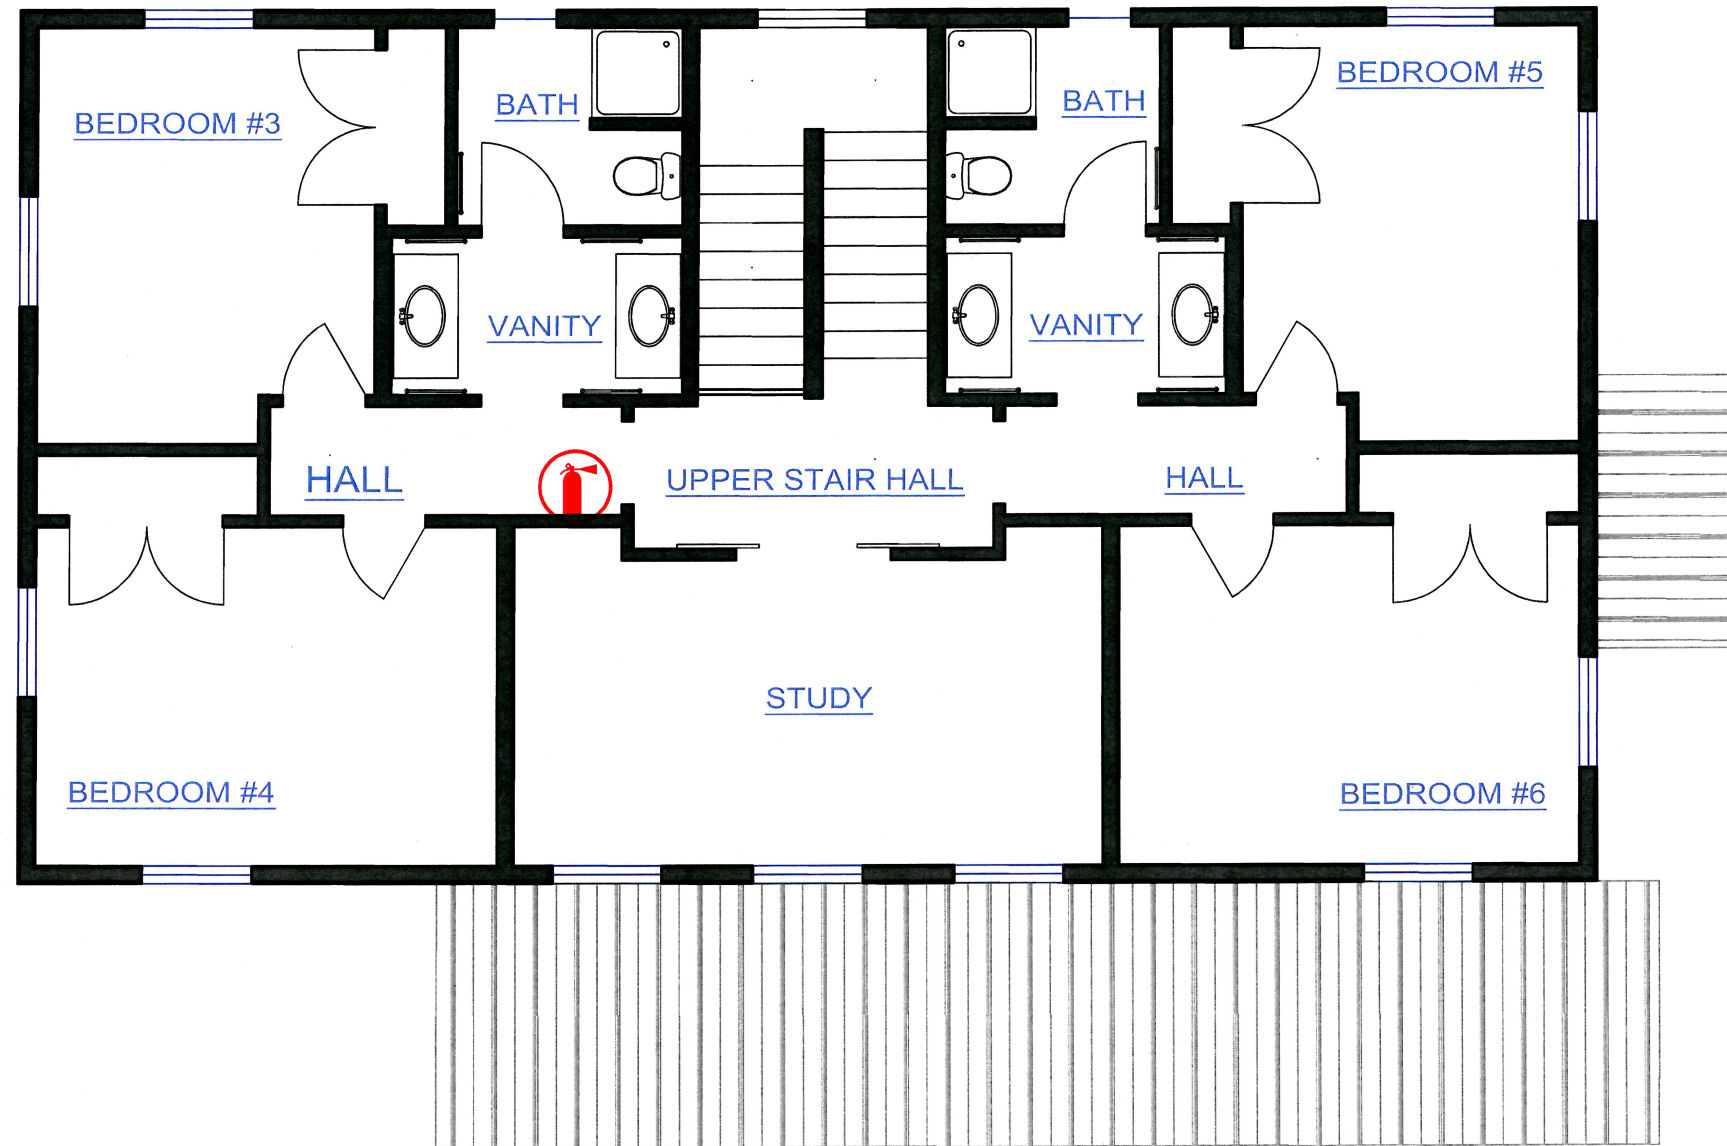 BEDROOM #5
BATH
BATH
BEDROOM #3
VANITY
VANITY
HALL
UPPER STAIR HALL
HALL
STUDY
BEDROOM #4
BEDROOM #6